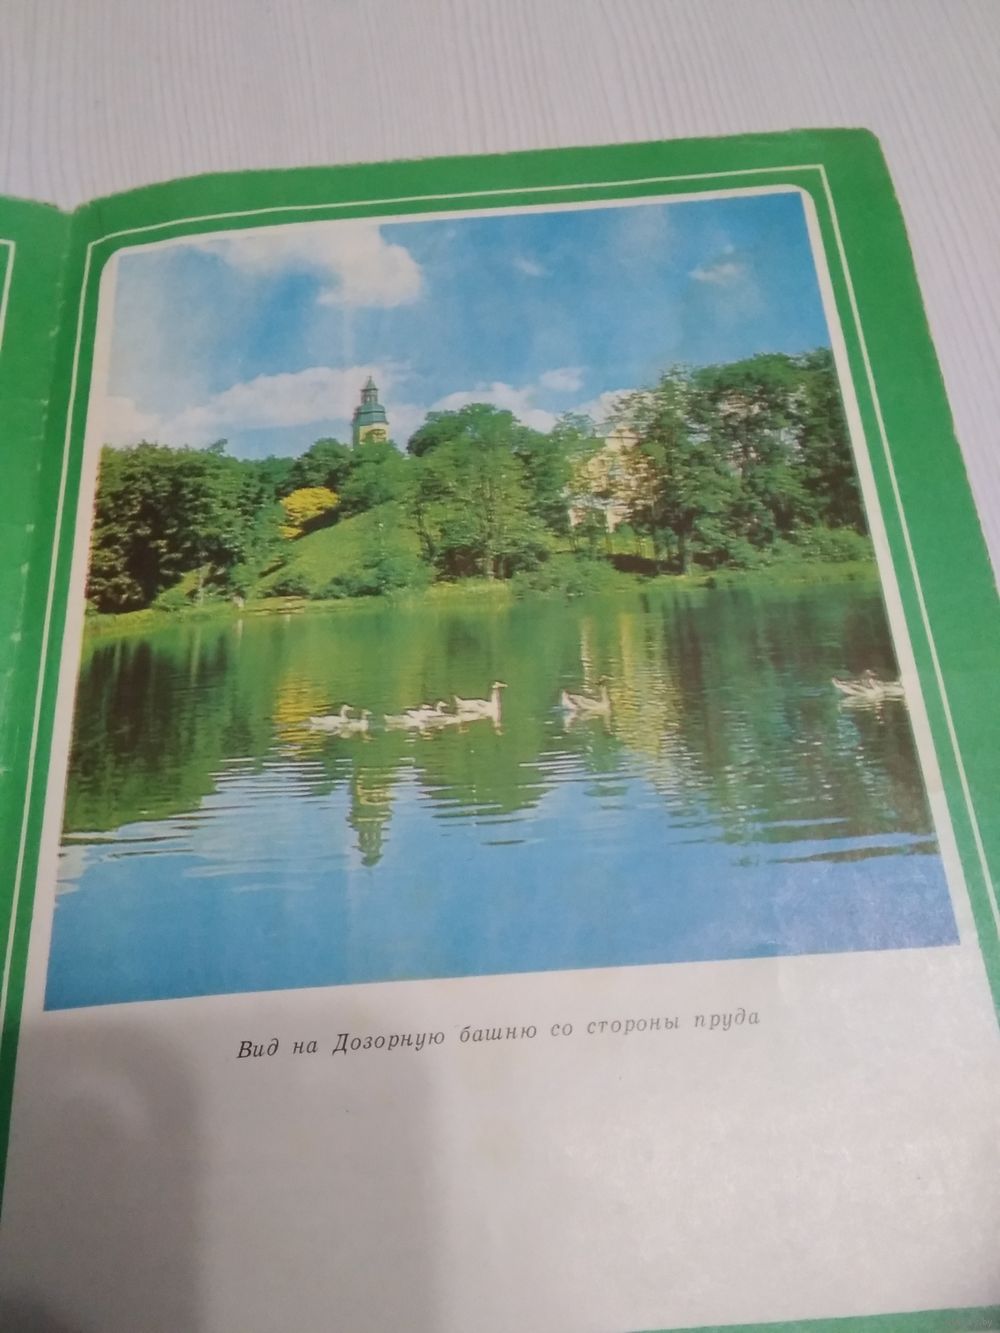 Вид на Дозорную башню со стороны пруда